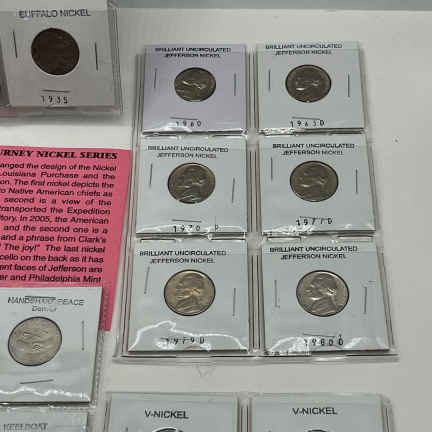 BUFFALO NICKEL
1935
BRILLIANT UNCIRCULATED
JEFFERSON NICKEL
1960
BRILLIANT UNCIRCULATED
JEFFERSON NICKEL
1963D
BRILLIANT UNCIRCULATED
JEFFERSON NICKEL
1976 D
BRILLIANT UNCIRCULATED
JEFFERSON NICKEL
1977D
BRILLIANT UNCIRCULATED
JEFFERSON NICKEL
1979D
BRILLIANT UNCIRCULATED
JEFFERSON NICKEL
1980D
URNEY NICKEL SERIES
anged the design of the Nickel
Louisiana Purchase and the
on. The first nickel depicts the
o Native American chiefs as
second is a view of the
transported the Expedition
tory. In 2005, the American
and the second one is a
and a phrase from Clark's
! The joy!" The last nickel
cello on the back as it has
ent faces of Jefferson are
er and Philadelphia Mint
HANDSHAKE/PEACE
KEELBOAT
V-NICKEL
V-NICKEL